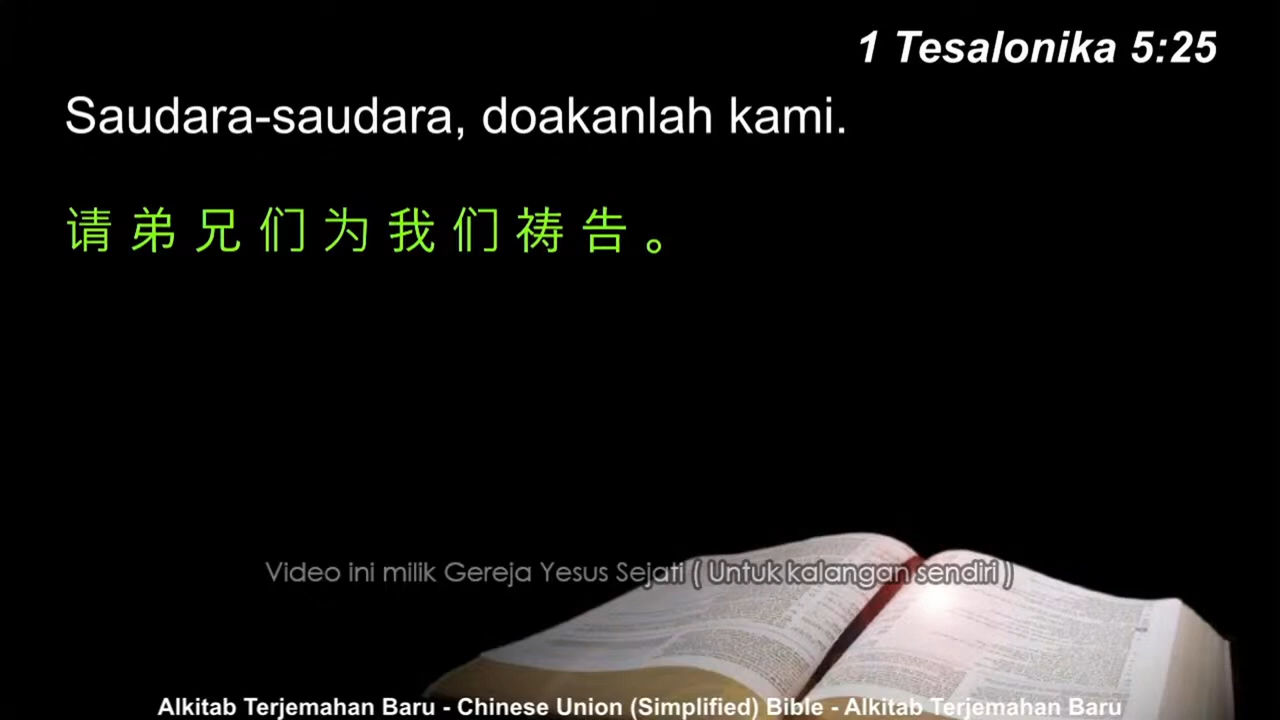 1 Tesalonika 5:25
Saudara-saudara, doakanlah kami.
请弟兄们为我们祷告。
Video ini milik Gereja Yesus Sejati ( Untuk kalangan sendiri )
Alkitab Terjemahan Baru - Chinese Union (Simplified) Bible - Alkitab Terjemahan Baru